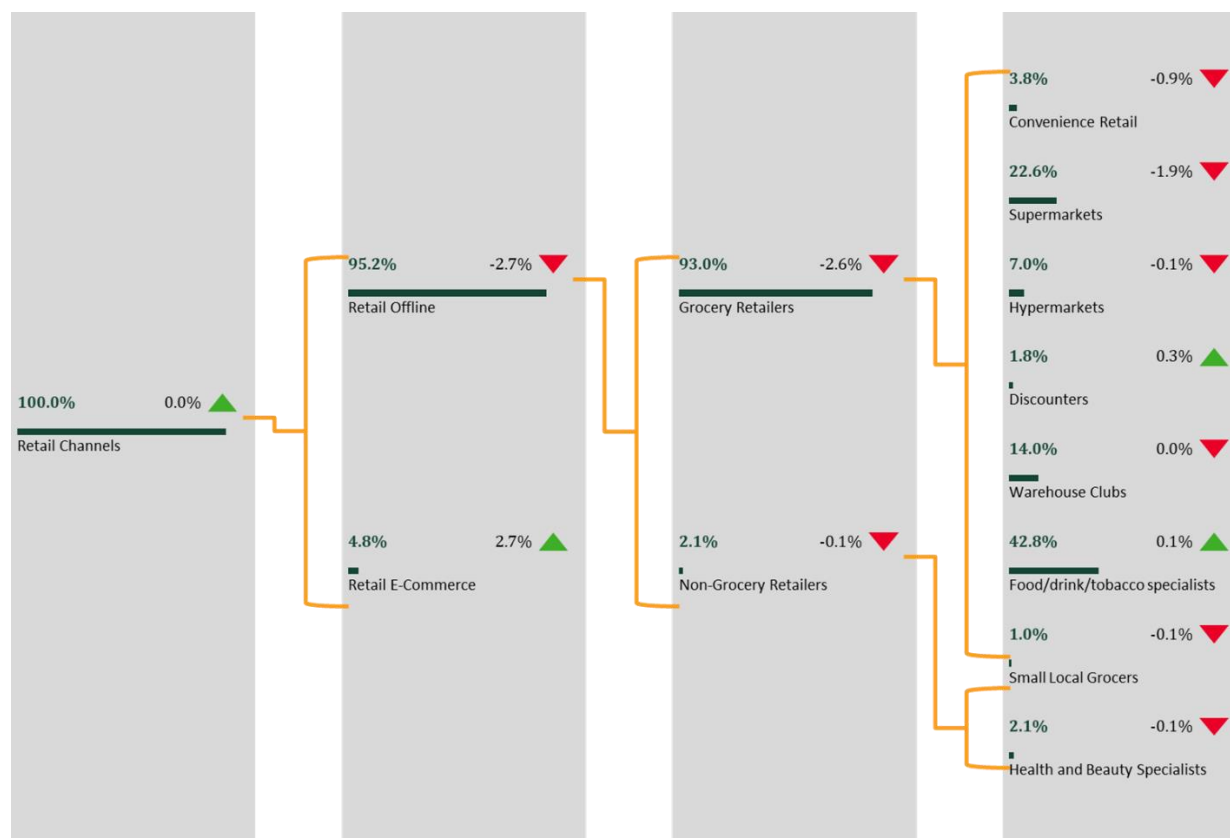 100.0% 0.0%
Retail Channels
95.2% -2.7%
Retail Offline
4.8% 2.7%
Retail E-Commerce
93.0% -2.6%
Grocery Retailers
2.1% -0.1%
Non-Grocery Retailers
3.8% -0.9%
Convenience Retail
22.6% -1.9%
Supermarkets
7.0% -0.1%
Hypermarkets
1.8% 0.3%
Discounters
14.0% 0.0%
Warehouse Clubs
42.8% 0.1%
Food/drink/tobacco specialists
1.0% -0.1%
Small Local Grocers
2.1% -0.1%
Health and Beauty Specialists